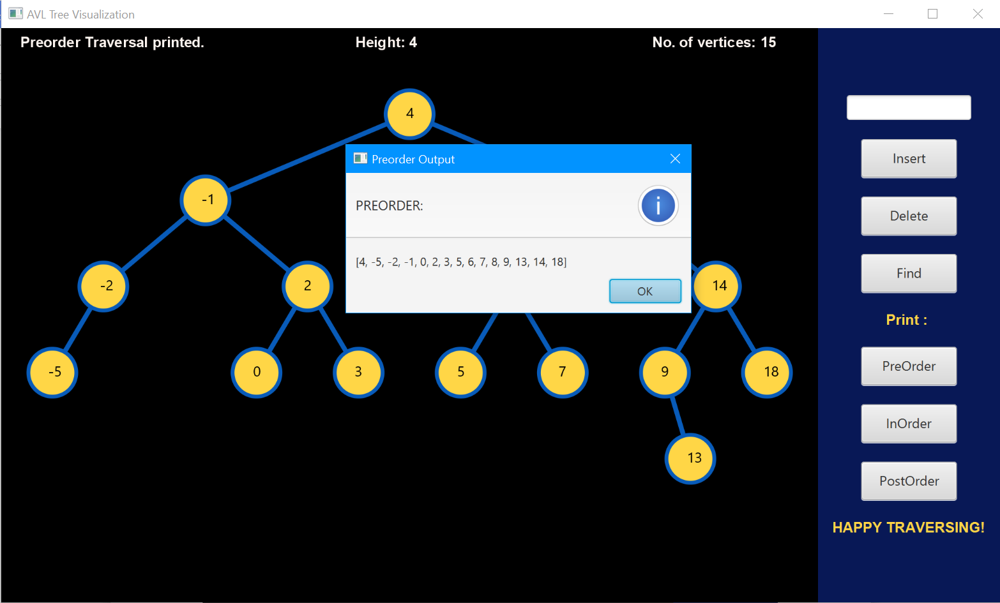 AVL Tree Visualization
Preorder Traversal printed.
Height: 4
No. of vertices: 15
4
-1
-2
2
14
-5
0
3
5
7
9
18
13
Preorder Output
PREORDER:
i
[4, -5, -2, -1, 0, 2, 3, 5, 6, 7, 8, 9, 13, 14, 18]
OK
Insert
Delete
Find
Print :
PreOrder
InOrder
PostOrder
HAPPY TRAVERSING!